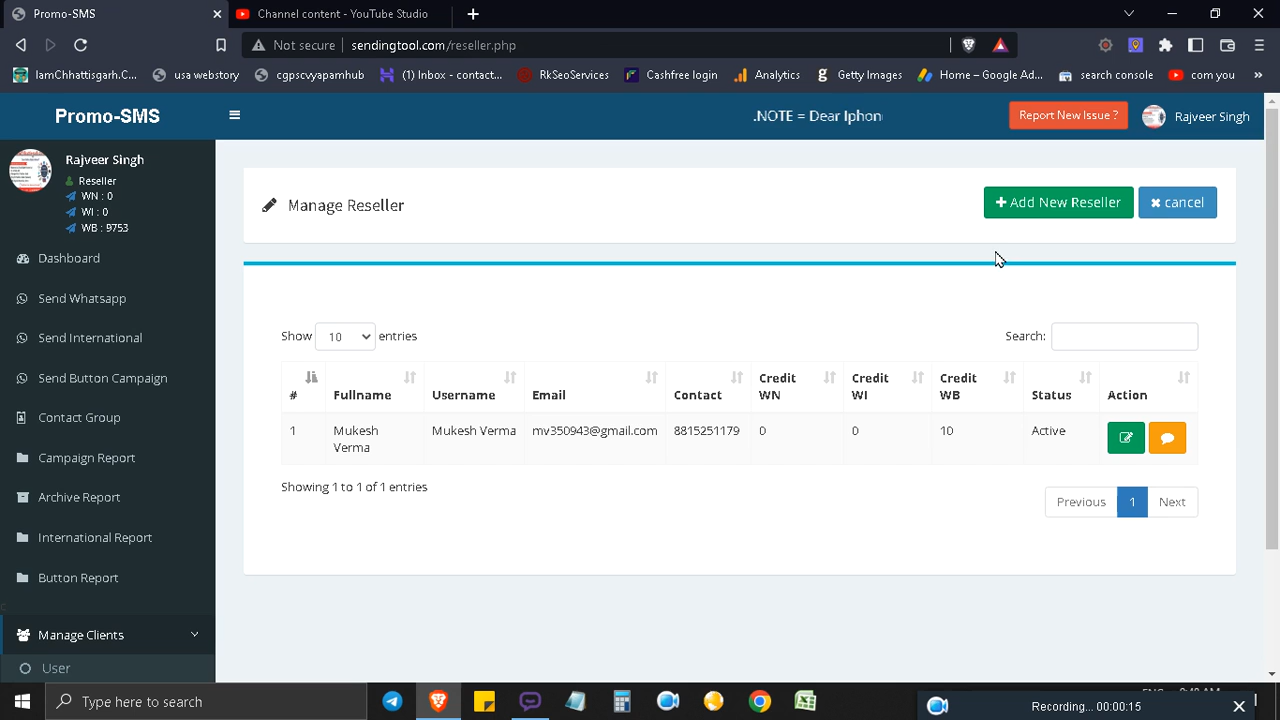 Promo-SMS
Channel content - YouTube Studio
Not secure
sendingtool.com/reseller.php
IamChhattisgarh.C...
usa webstory
cgpscvyapamhub
(1) Inbox - contact...
RkSeoServices
Cashfree login
Analytics
Getty Images
Home – Google Ad...
search console
com you
»
Promo-SMS
.NOTE = Dear Iphon
Report New Issue ?
Rajveer Singh
Rajveer Singh
Reseller
WN : 0
WI : 0
WB : 9753
Dashboard
Send Whatsapp
Send International
Send Button Campaign
Contact Group
Campaign Report
Archive Report
International Report
Button Report
Manage Clients
User
Manage Reseller
+ Add New Reseller
× cancel
Show 10 entries
Search:
# Fullname Username Email Contact Credit WN Credit WI Credit WB Status Action
1 Mukesh Verma Mukesh Verma mv350943@gmail.com 8815251179 0 0 10 Active
Showing 1 to 1 of 1 entries
Previous 1 Next
Type here to search
Recording... 00:00:15